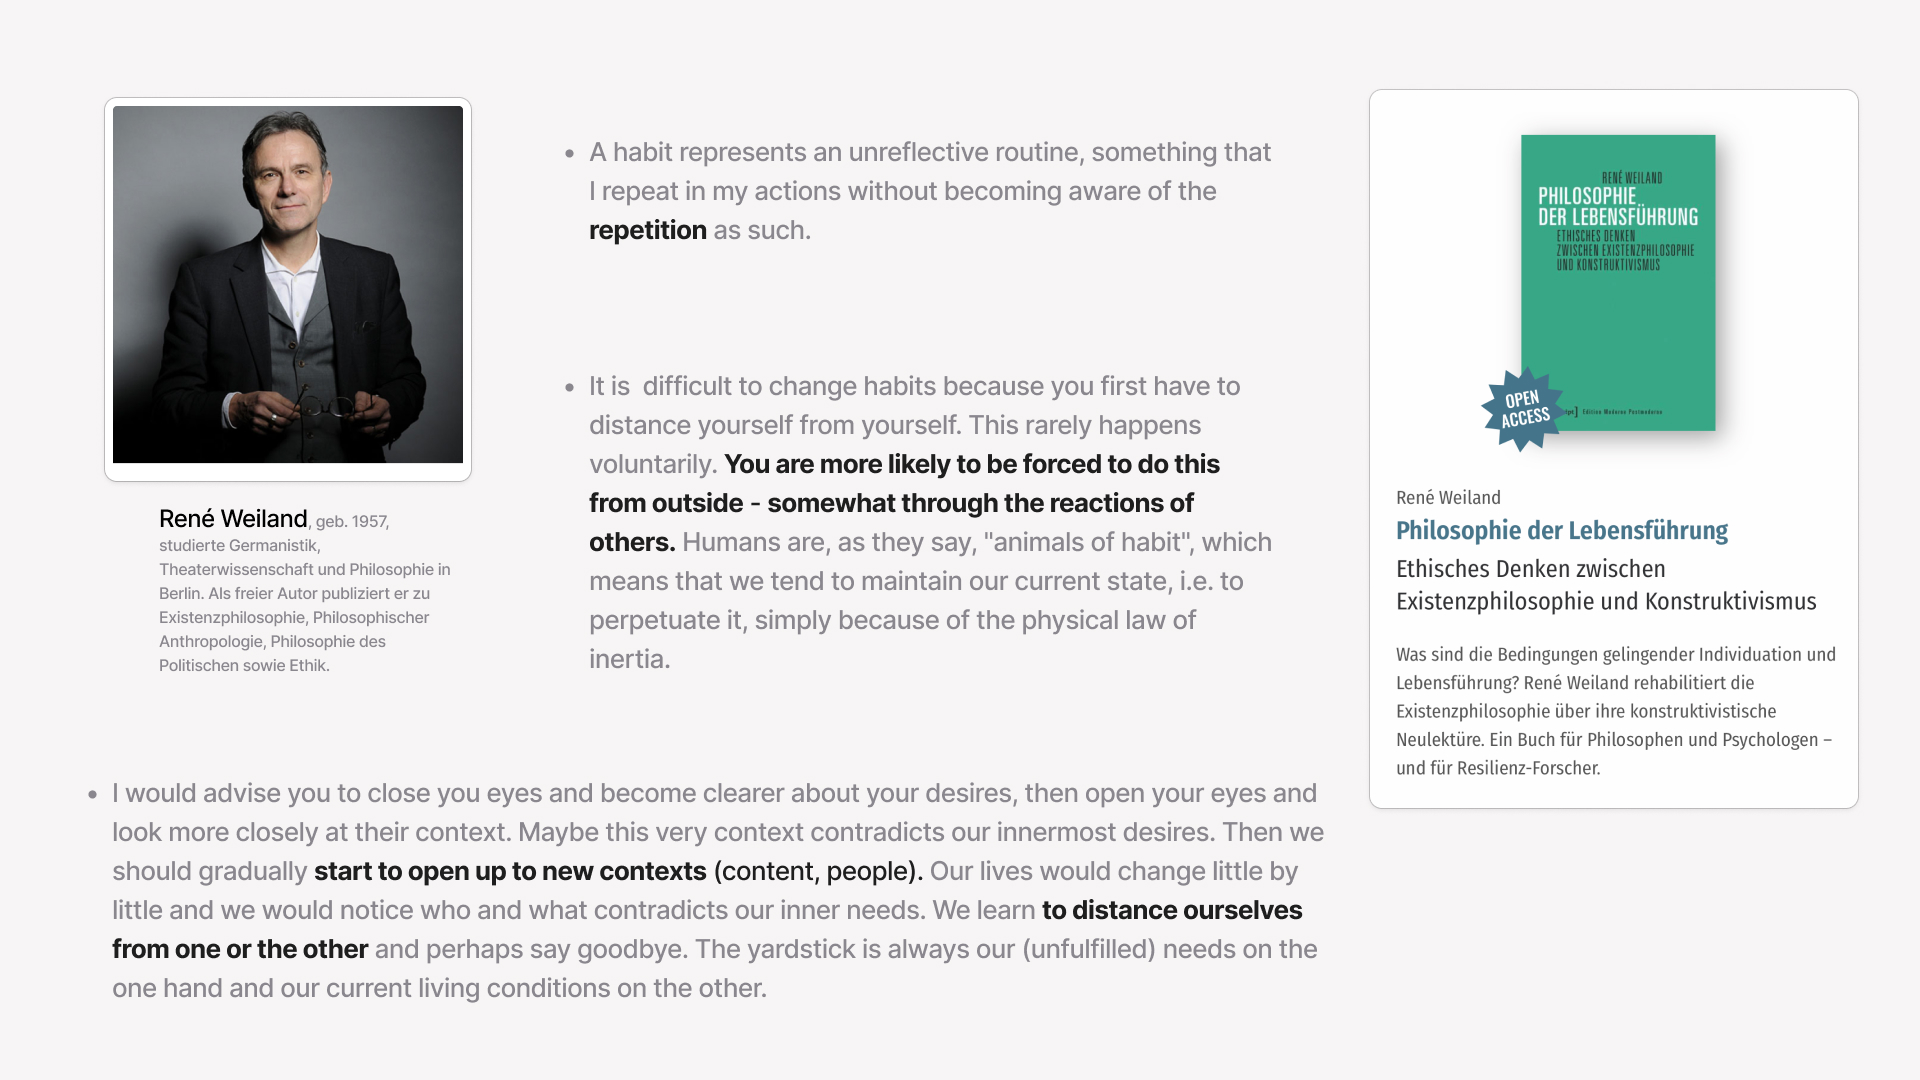 René Weiland, geb. 1957,
studierte Germanistik,
Theaterwissenschaft und Philosophie in
Berlin. Als freier Autor publiziert er zu
Existenzphilosophie, Philosophischer
Anthropologie, Philosophie des
Politischen sowie Ethik.
• A habit represents an unreflective routine, something that
I repeat in my actions without becoming aware of the
repetition as such.
• It is  difficult to change habits because you first have to
distance yourself from yourself. This rarely happens
voluntarily. You are more likely to be forced to do this
from outside - somewhat through the reactions of
others. Humans are, as they say, "animals of habit", which
means that we tend to maintain our current state, i.e. to
perpetuate it, simply because of the physical law of
inertia.
• I would advise you to close you eyes and become clearer about your desires, then open your eyes and
look more closely at their context. Maybe this very context contradicts our innermost desires. Then we
should gradually start to open up to new contexts (content, people). Our lives would change little by
little and we would notice who and what contradicts our inner needs. We learn to distance ourselves
from one or the other and perhaps say goodbye. The yardstick is always our (unfulfilled) needs on the
one hand and our current living conditions on the other.
RENÉ WEILAND
PHILOSOPHIE
DER LEBENSFÜHRUNG
ETHISCHES DENKEN
ZWISCHEN EXISTENZPHILOSOPHIE
UND KONSTRUKTIVISMUS
OPEN
ACCESS
Edition Moderne Postmoderne
René Weiland
Philosophie der Lebensführung
Ethisches Denken zwischen
Existenzphilosophie und Konstruktivismus
Was sind die Bedingungen gelingender Individuation und
Lebensführung? René Weiland rehabilitiert die
Existenzphilosophie über ihre konstruktivistische
Neulektüre. Ein Buch für Philosophen und Psychologen –
und für Resilienz-Forscher.